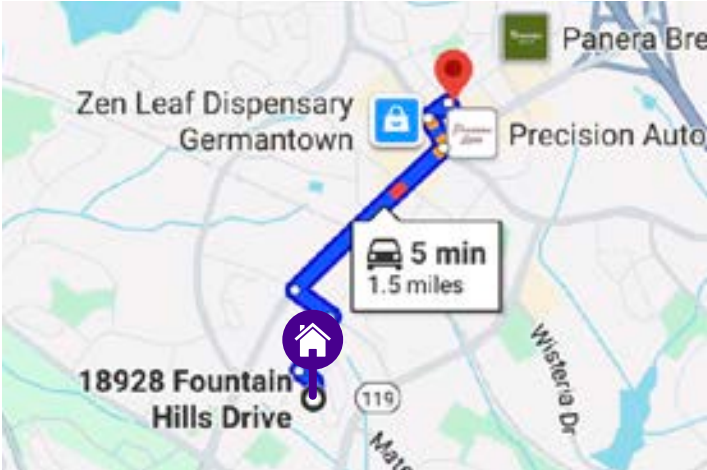 Panera Bre
Zen Leaf Dispensary
Germantown
Precision Auto
5 min
1.5 miles
18928 Fountain
Hills Drive
119
Wisteria Dr
Mate